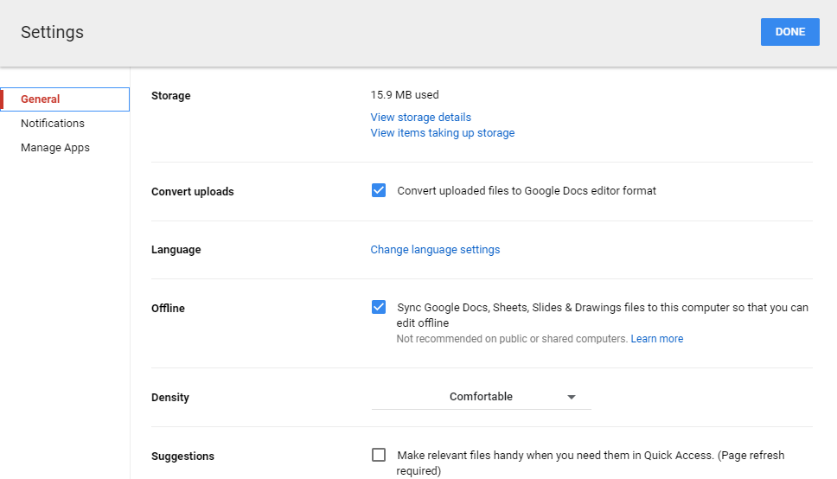 Settings
DONE
General
Notifications
Manage Apps
Storage
15.9 MB used
View storage details
View items taking up storage
Convert uploads
Convert uploaded files to Google Docs editor format
Language
Change language settings
Offline
Sync Google Docs, Sheets, Slides & Drawings files to this computer so that you can
edit offline
Not recommended on public or shared computers. Learn more
Density
Comfortable
Suggestions
Make relevant files handy when you need them in Quick Access. (Page refresh
required)